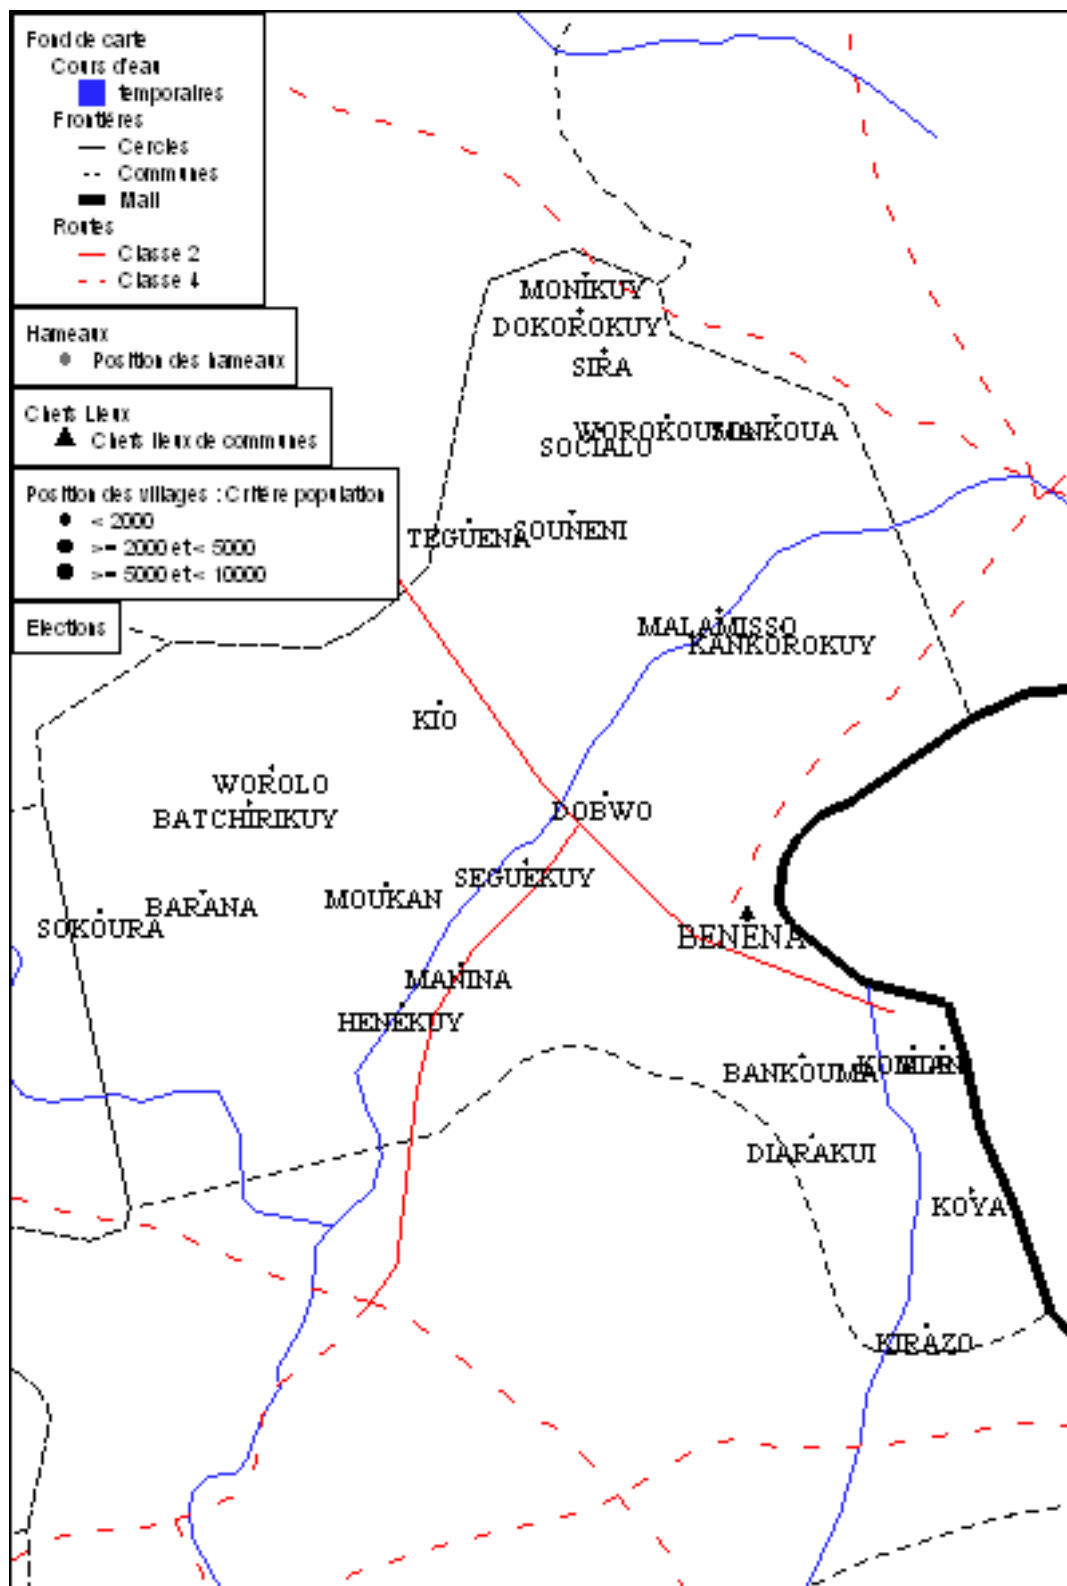 Fond de carte
Cours d'eau
temporaires
Frontières
Cercles
Communes
Mali
Routes
Classe 2
Classe 4
Hameaux
Position des hameaux
Chefs Lieux
Chefs lieux de communes
Position des villages : Critère population
< 2000
>= 2000 et < 5000
>= 5000 et < 10000
Elections
MONIKUY
DOKOROKUY
SIRA
WOROKOUMA
SOCIALO
SOUNENI
TEGUENA
MALAMISSO
KANKOROKUY
KIO
WOROLO
BATCHIRIKUY
DOBWO
SEGUEKUY
MOUKAN
BARANA
SOKOURA
BENENA
MANINA
HENEKUY
BANKOUMA
DIARAKUI
KOYA
KIRAZO